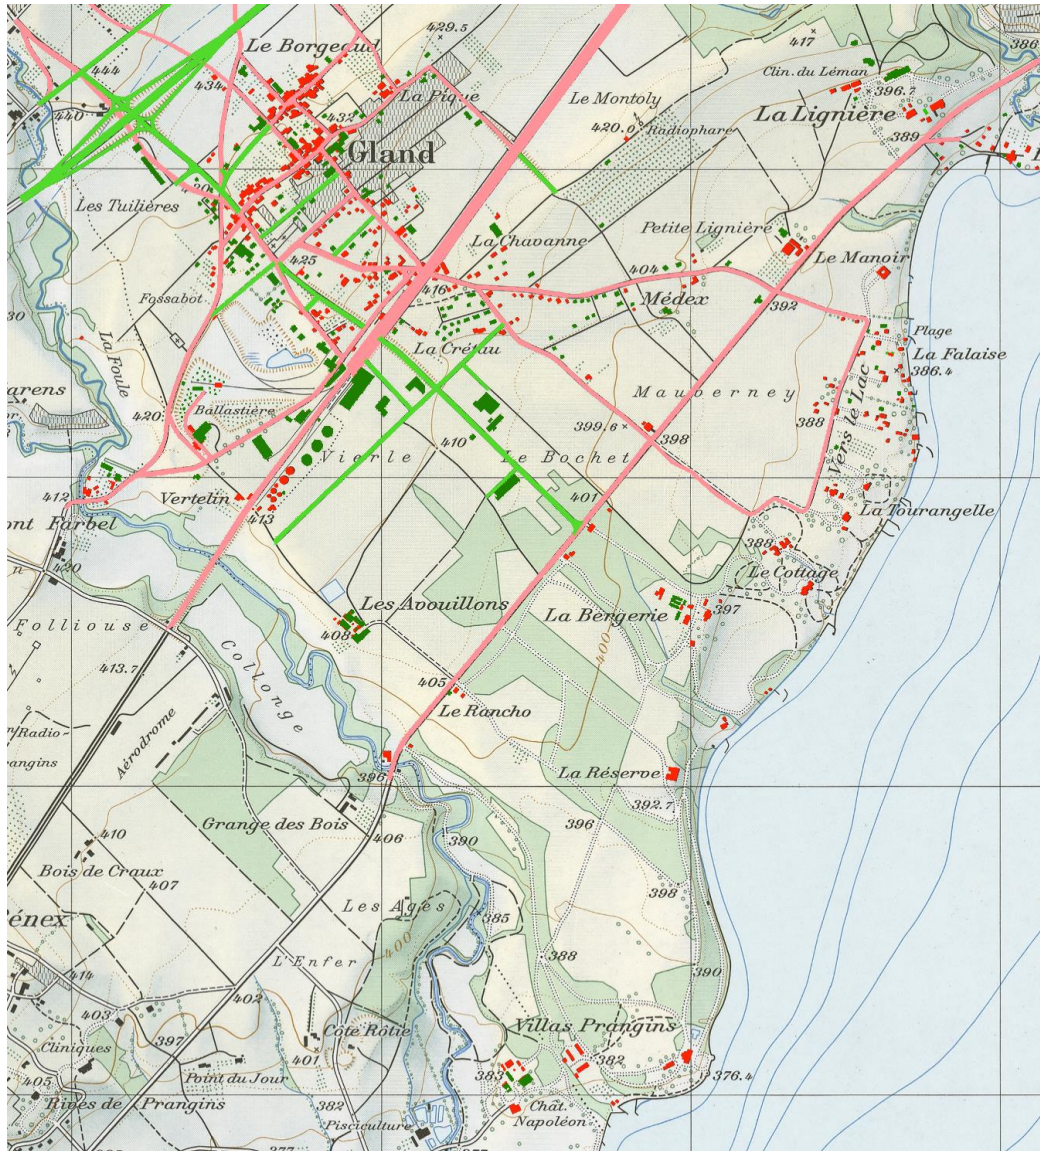 429.5
386
Le Borgeaud
417
444
Clin. du Léman
434
La Pique
Le Montoly
396.7
440
432
420.0
Radiophare
La Lignière
389
Gland
Les Tuilières
La Chavanne
Petite Lignière
425
Le Manoir
404
Fossabot
416
Médex
392
30
La Foule
Plage
La Crétau
La Falaise
386.4
arens
Mauberney
388
Vers le Lac
420
Ballastière
399.6
398
410
Vierle
Le Bochet
412
Vertelin
401
413
La Tourangelle
ont Farbel
388
420
Le Cottage
n
Les Avouillons
397
La Bergerie
Folliouse
408
400
Collonge
413.7
405
Le Rancho
Radio-
Aérodrome
rangins
La Réserve
396
392.7
Grange des Bois
396
410
406
390
Bois de Craux
407
398
énex
Les Ages
385
400
388
L'Enfer
414
390
402
403
Côte Rôtie
Villas Prangins
397
Cliniques
401
382
405
Point du Jour
383
376.4
Rives de Prangins
382
Chât.
Napoléon
Pisciculture
377